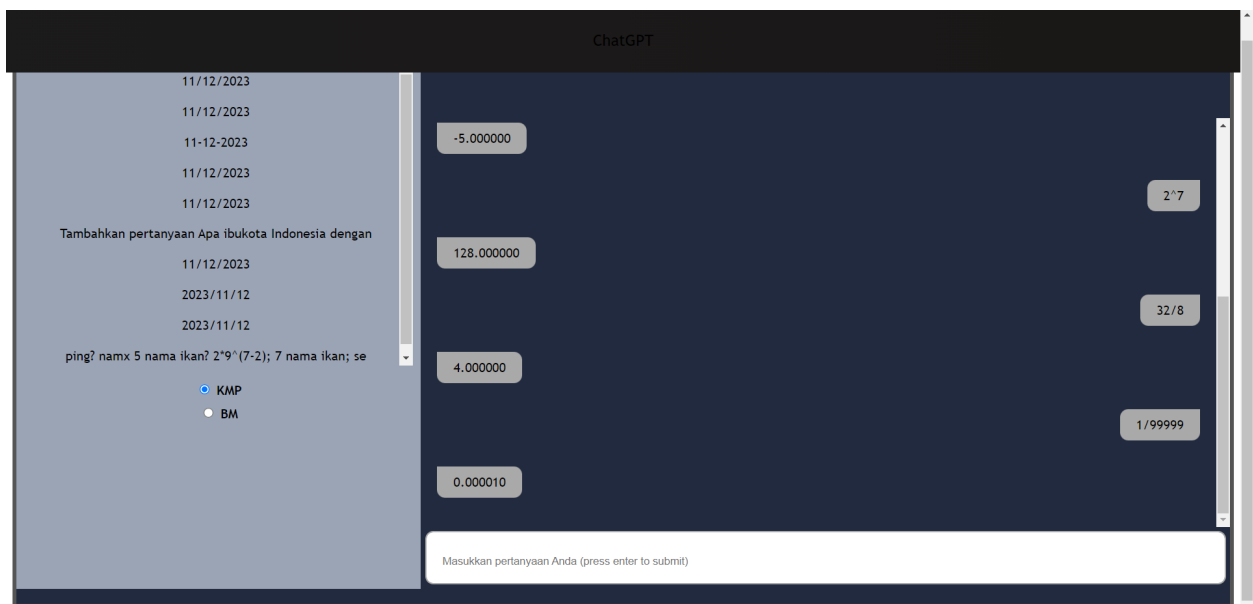 ChatGPT
11/12/2023
11/12/2023
11-12-2023
11/12/2023
11/12/2023
Tambahkan pertanyaan Apa ibukota Indonesia dengan
11/12/2023
2023/11/12
2023/11/12
ping? namx 5 nama ikan? 2*9^(7-2); 7 nama ikan; se
KMP
BM
-5.000000
2^7
128.000000
32/8
4.000000
1/99999
0.000010
Masukkan pertanyaan Anda (press enter to submit)